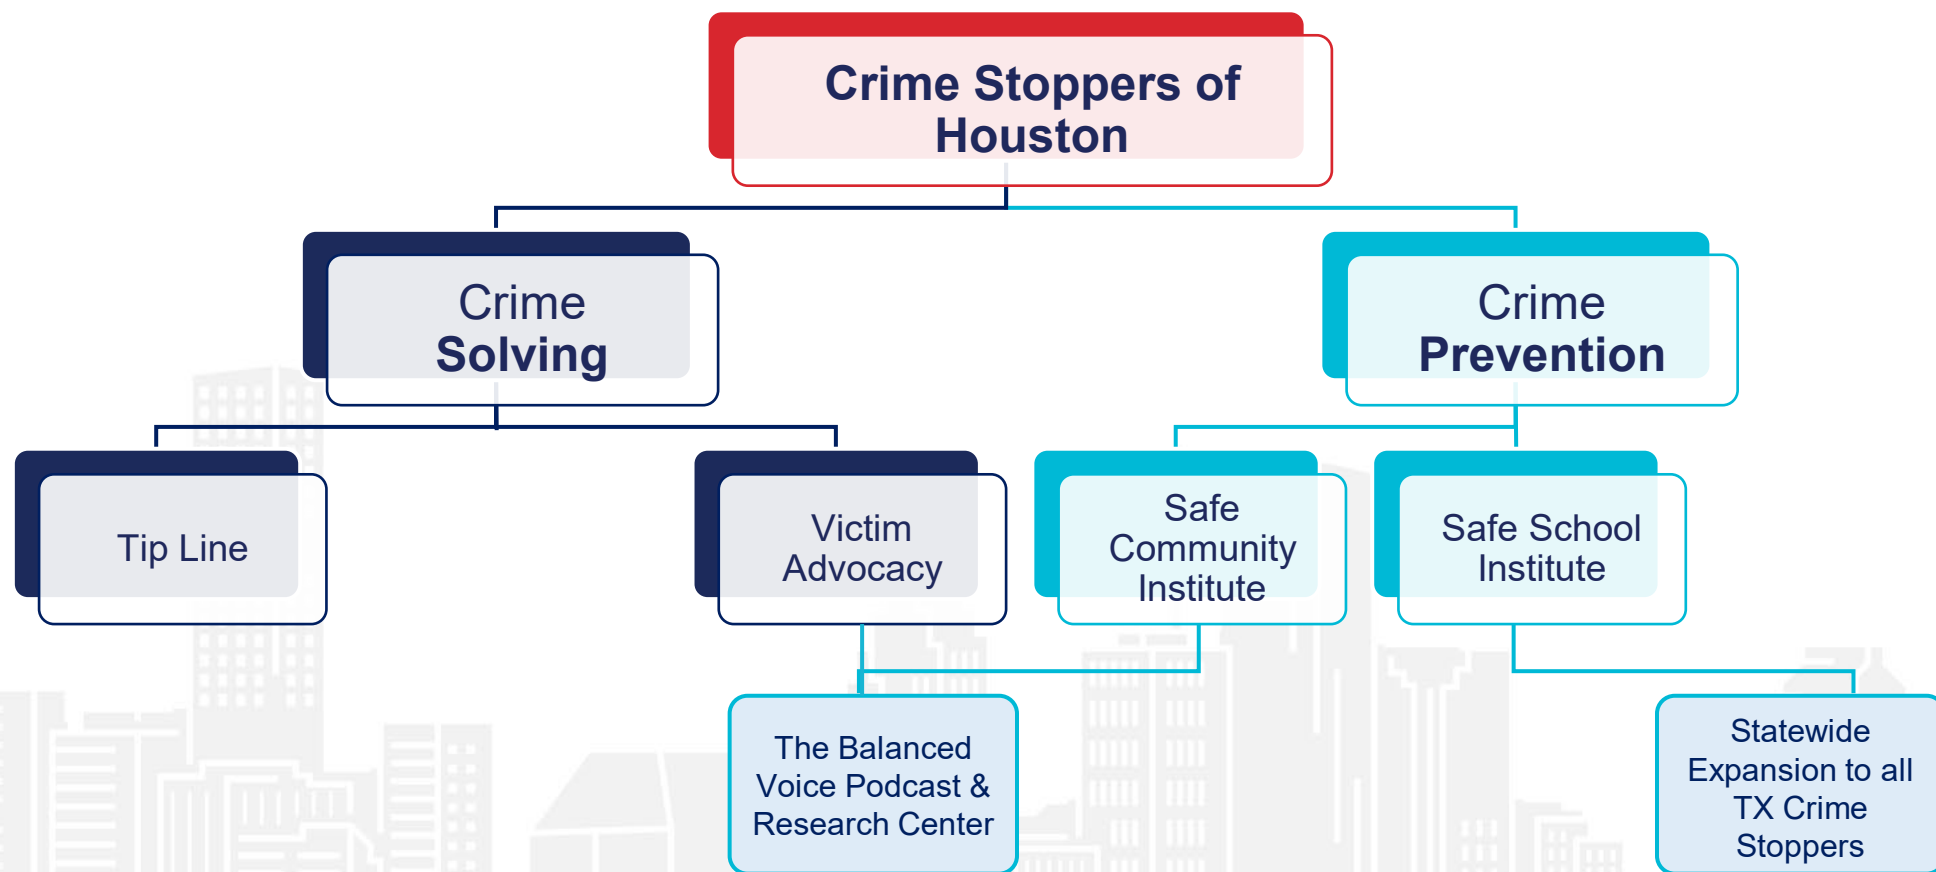 Crime Stoppers of
Houston
Crime
Solving
Crime
Prevention
Tip Line
Victim
Advocacy
Safe
Community
Institute
Safe School
Institute
The Balanced
Voice Podcast &
Research Center
Statewide
Expansion to all
TX Crime
Stoppers